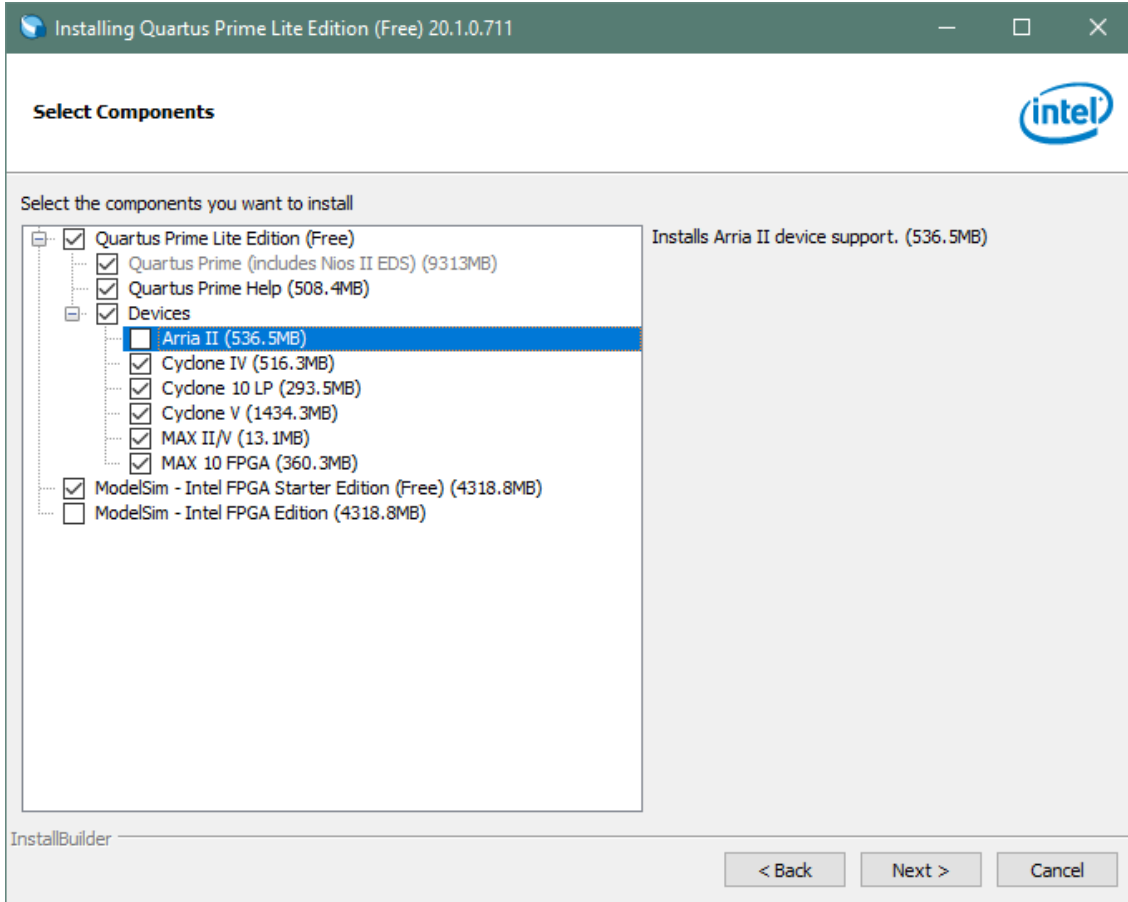 Installing Quartus Prime Lite Edition (Free) 20.1.0.711
Select Components
intel
Select the components you want to install
Quartus Prime Lite Edition (Free)
Installs Arria II device support. (536.5MB)
Quartus Prime (includes Nios II EDS) (9313MB)
Quartus Prime Help (508.4MB)
Devices
Arria II (536.5MB)
Cyclone IV (516.3MB)
Cyclone 10 LP (293.5MB)
Cyclone V (1434.3MB)
MAX II/V (13.1MB)
MAX 10 FPGA (360.3MB)
ModelSim - Intel FPGA Starter Edition (Free) (4318.8MB)
ModelSim - Intel FPGA Edition (4318.8MB)
InstallBuilder
< Back
Next >
Cancel